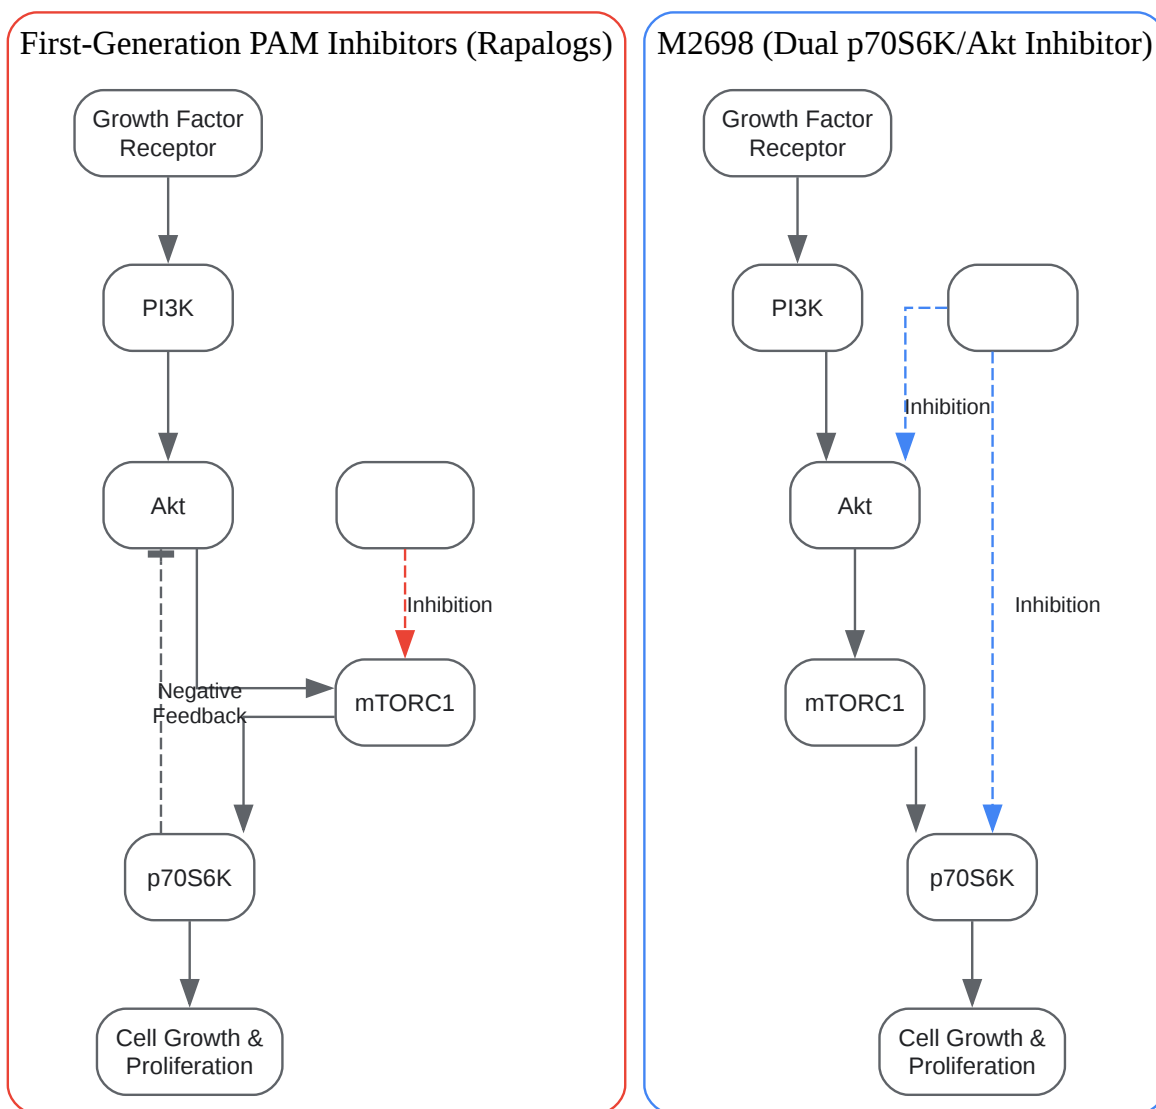 First-Generation PAM Inhibitors (Rapalogs)
Growth Factor
Receptor
PI3K
Akt
Inhibition
Negative
Feedback
mTORC1
p70S6K
Cell Growth &
Proliferation
M2698 (Dual p70S6K/Akt Inhibitor)
Growth Factor
Receptor
PI3K
Inhibition
Akt
Inhibition
mTORC1
p70S6K
Cell Growth &
Proliferation